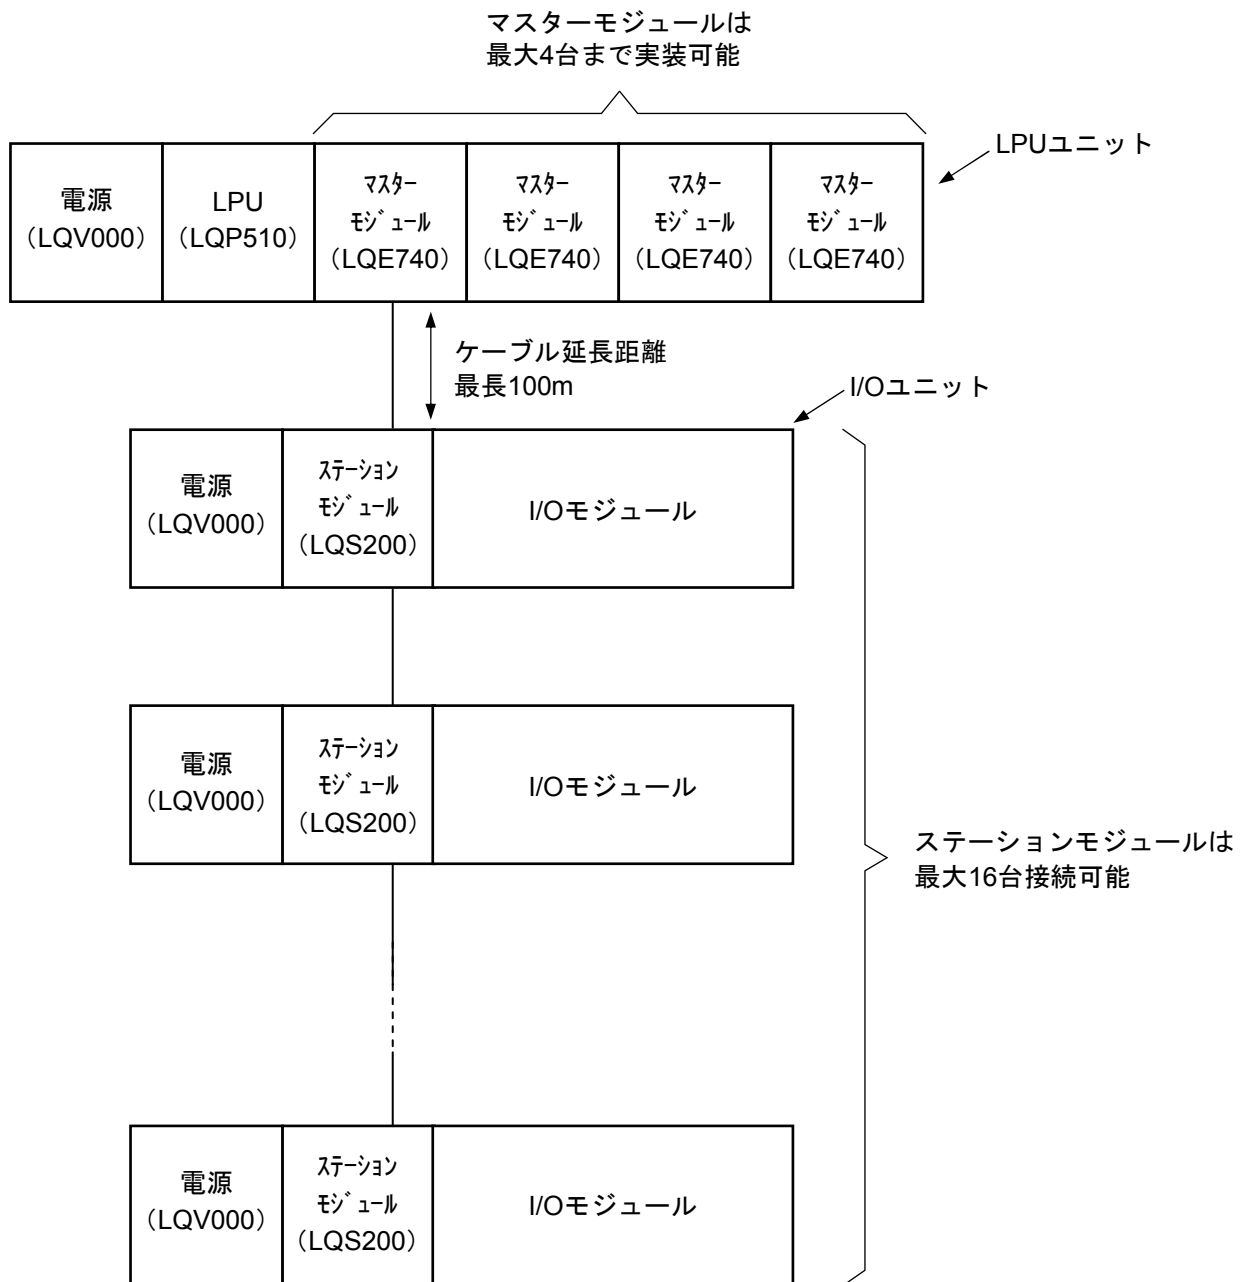 マスターモジュールは
最大4台まで実装可能
LPUユニット
電源
（LQV000）
LPU
（LQP510）
ﾏｽﾀｰ
ﾓｼﾞｭｰﾙ
（LQE740）
ﾏｽﾀｰ
ﾓｼﾞｭｰﾙ
（LQE740）
ﾏｽﾀｰ
ﾓｼﾞｭｰﾙ
（LQE740）
ﾏｽﾀｰ
ﾓｼﾞｭｰﾙ
（LQE740）
ケーブル延長距離
最長100m
I/Oユニット
電源
（LQV000）
ｽﾃｰｼｮﾝ
ﾓｼﾞｭｰﾙ
（LQS200）
I/Oモジュール
電源
（LQV000）
ｽﾃｰｼｮﾝ
ﾓｼﾞｭｰﾙ
（LQS200）
I/Oモジュール
ステーションモジュールは
最大16台接続可能
電源
（LQV000）
ｽﾃｰｼｮﾝ
ﾓｼﾞｭｰﾙ
（LQS200）
I/Oモジュール